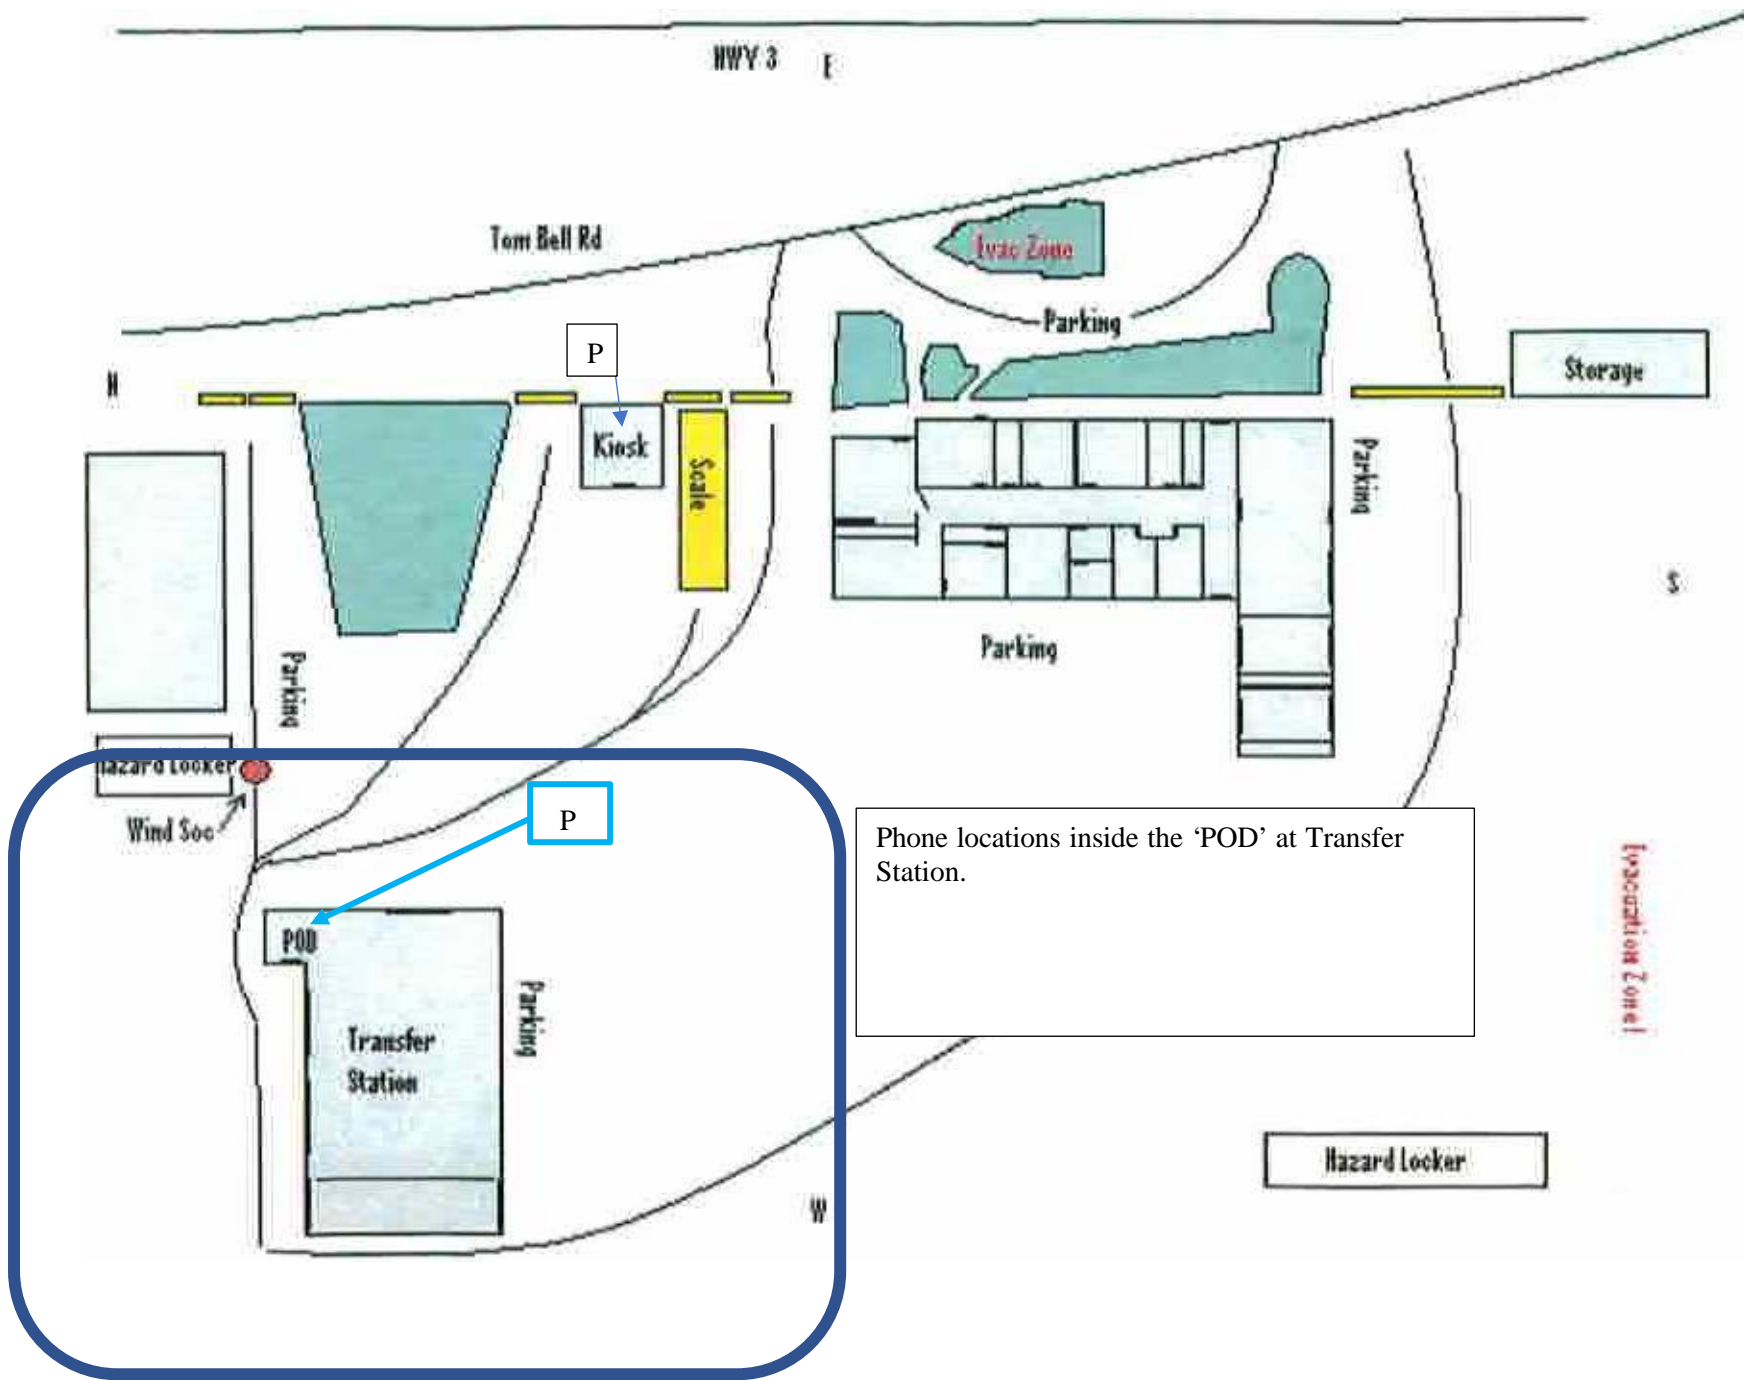 HWY 3
E
Tom Bell Rd
Evac Zone
Parking
P
N
Storage
Kiosk
Scale
Parking
S
Parking
Parking
Hazard Locker
Wind Soc
P
Phone locations inside the ‘POD’ at Transfer
Station.
POD
Parking
Transfer
Station
Evacuation Zone!
Hazard Locker
W